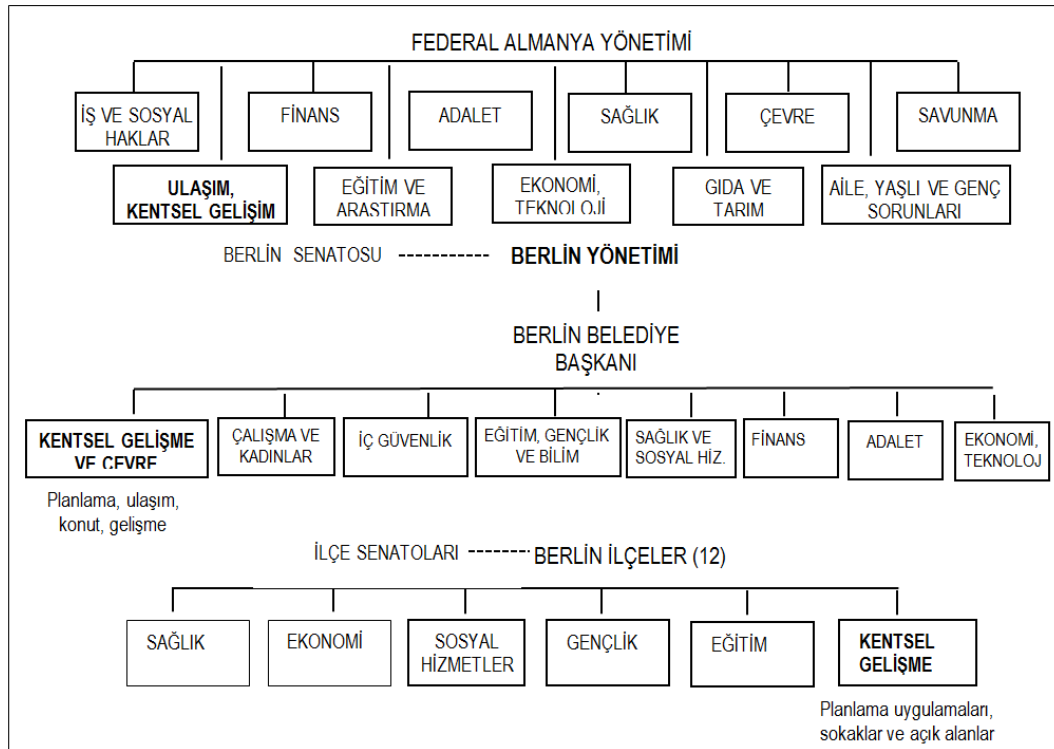 FEDERAL ALMANYA YÖNETİMİ
İŞ VE SOSYAL
HAKLAR
FİNANS
ADALET
SAĞLIK
ÇEVRE
SAVUNMA
ULAŞIM,
KENTSEL GELİŞİM
EĞİTİM VE
ARASTIRMA
EKONOMİ,
TEKNOLOJİ
GIDA VE
TARIM
AİLE, YAŞLI VE GENÇ
SORUNLARI
BERLİN SENATOSU
BERLİN YÖNETİMİ
BERLİN BELEDİYE
BAŞKANI
KENTSEL GELİŞME
VE ÇEVRE
ÇALIŞMA VE
KADINLAR
İÇ GÜVENLİK
EĞİTİM, GENÇLİK
VE BİLİM
SAĞLIK VE
SOSYAL HİZ.
FİNANS
ADALET
EKONOMİ,
TEKNOLOJ
Planlama, ulaşım,
konut, gelişme
İLÇE SENATOLARI
BERLİN İLÇELER (12)
SAĞLIK
EKONOMİ
SOSYAL
HİZMETLER
GENÇLİK
EĞİTİM
KENTSEL
GELİŞME
Planlama uygulamaları,
sokaklar ve açık alanlar